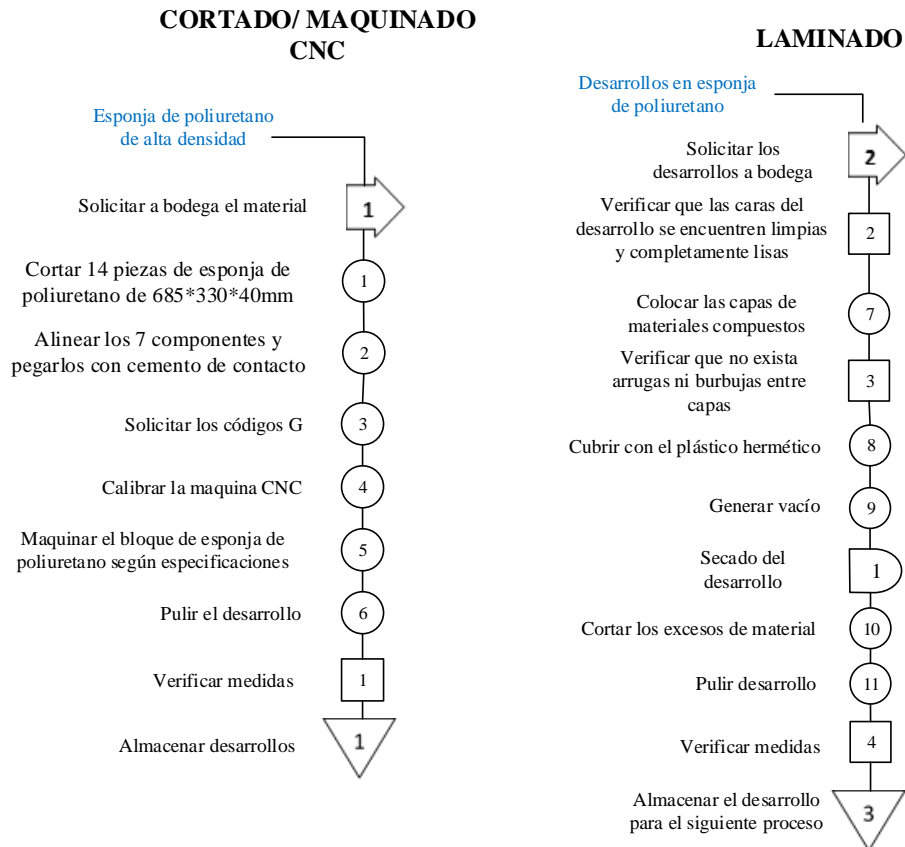 CORTADO/ MAQUINADO
CNC
Esponja de poliuretano
de alta densidad
Solicitar a bodega el material
1
Cortar 14 piezas de esponja de
poliuretano de 685*330*40mm
1
Alinear los 7 componentes y
pegarlos con cemento de contacto
2
Solicitar los códigos G
3
Calibrar la maquina CNC
4
Maquinar el bloque de esponja de
poliuretano según especificaciones
5
Pulir el desarrollo
6
Verificar medidas
1
Almacenar desarrollos
1
LAMINADO
Desarrollos en esponja
de poliuretano
Solicitar los
desarrollos a bodega
2
Verificar que las caras del
desarrollo se encuentren limpias
y completamente lisas
2
Colocar las capas de
materiales compuestos
7
Verificar que no exista
arrugas ni burbujas entre
capas
3
Cubrir con el plástico hermético
8
Generar vacío
9
Secado del
desarrollo
1
Cortar los excesos de material
10
Pulir desarrollo
11
Verificar medidas
4
Almacenar el desarrollo
para el siguiente proceso
3